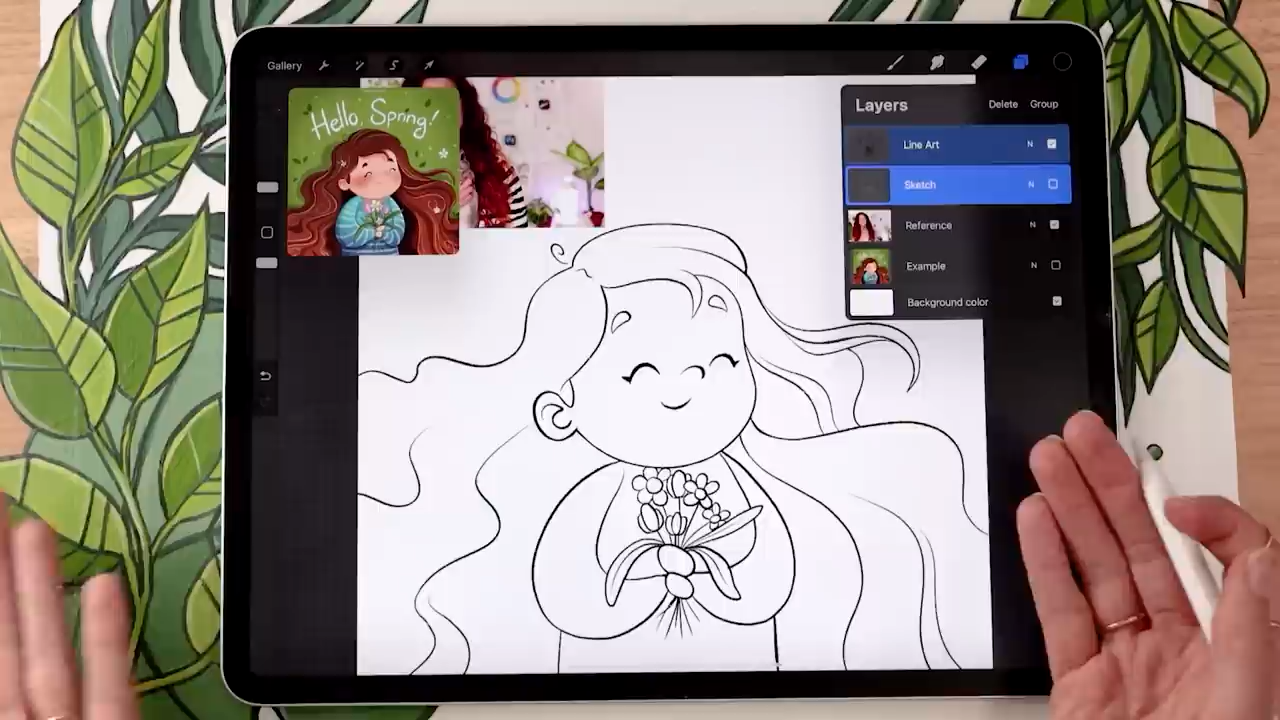 Gallery
Hello, Spring!
Layers
Delete
Group
Line Art
N
Sketch
N
Reference
N
Example
N
Background color